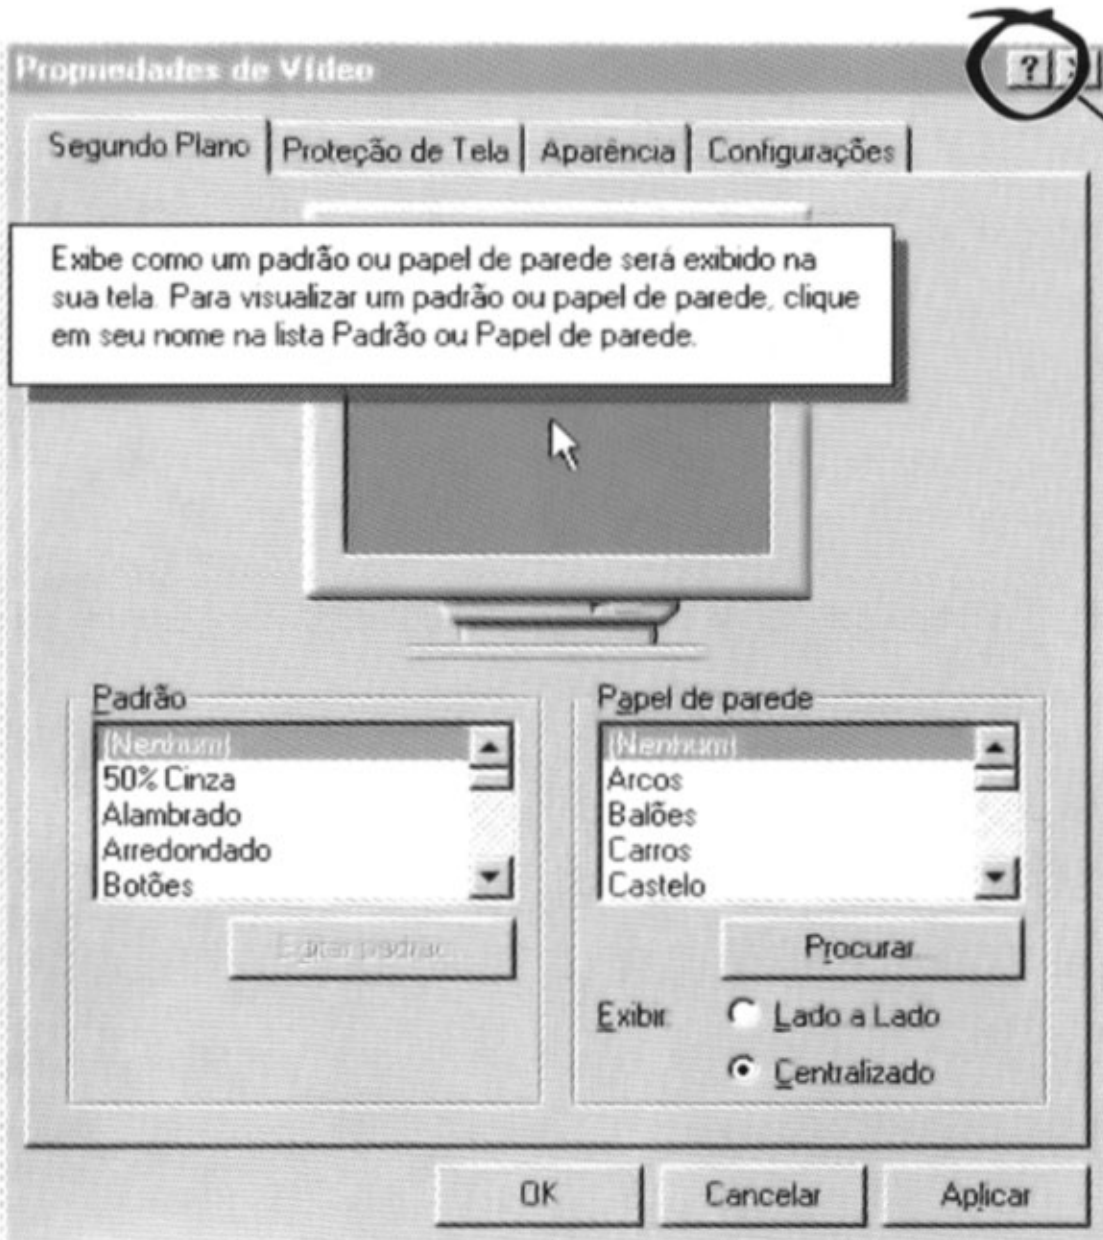 Propriedades de Vídeo
?
Segundo Plano
Proteção de Tela
Aparência
Configurações
Exibe como um padrão ou papel de parede será exibido na
sua tela. Para visualizar um padrão ou papel de parede, clique
em seu nome na lista Padrão ou Papel de parede.
Padrão
(Nenhum)
50% Cinza
Alambrado
Arredondado
Botões
Editar padrão...
Papel de parede
(Nenhum)
Arcos
Balões
Carros
Castelo
Procurar...
Exibir:
Lado a Lado
Centralizado
OK
Cancelar
Aplicar